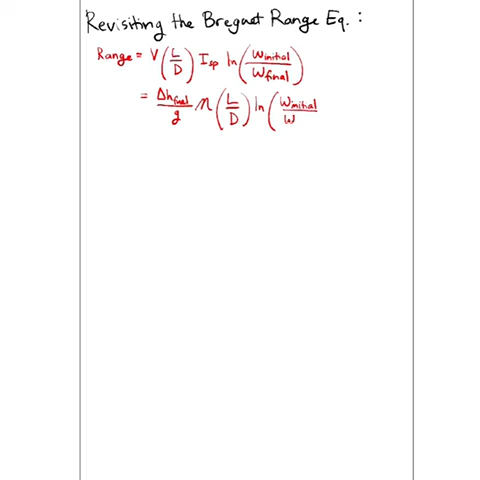 Revisiting the Breguet Range Eq. :
Range = V (L/D) Isp ln (Winitial/Wfinal)
= Δhfuel/g η (L/D) ln (Winitial/W